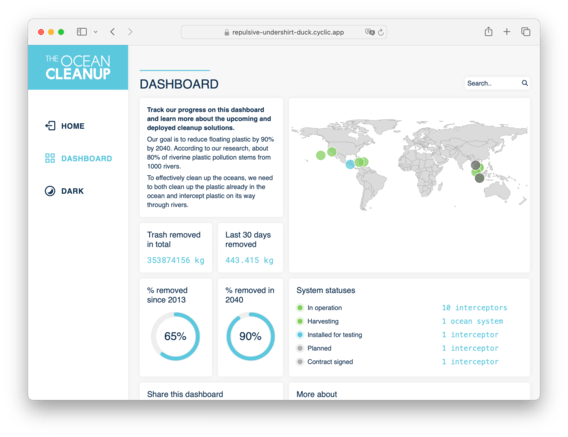 repulsive-undershirt-duck.cyclic.app
THE OCEAN
CLEANUP
HOME
DASHBOARD
DARK
DASHBOARD
Search..
Track our progress on this dashboard
and learn more about the upcoming and
deployed cleanup solutions.
Our goal is to reduce floating plastic by 90%
by 2040. According to our research, about
80% of riverine plastic pollution stems from
1000 rivers.
To effectively clean up the oceans, we need
to both clean up the plastic already in the
ocean and intercept plastic on its way
through rivers.
Trash removed
in total
353874156 kg
Last 30 days
removed
443.415 kg
% removed
since 2013
65%
% removed in
2040
90%
System statuses
In operation 10 interceptors
Harvesting 1 ocean system
Installed for testing 1 interceptor
Planned 1 interceptor
Contract signed 1 interceptor
Share this dashboard
More about